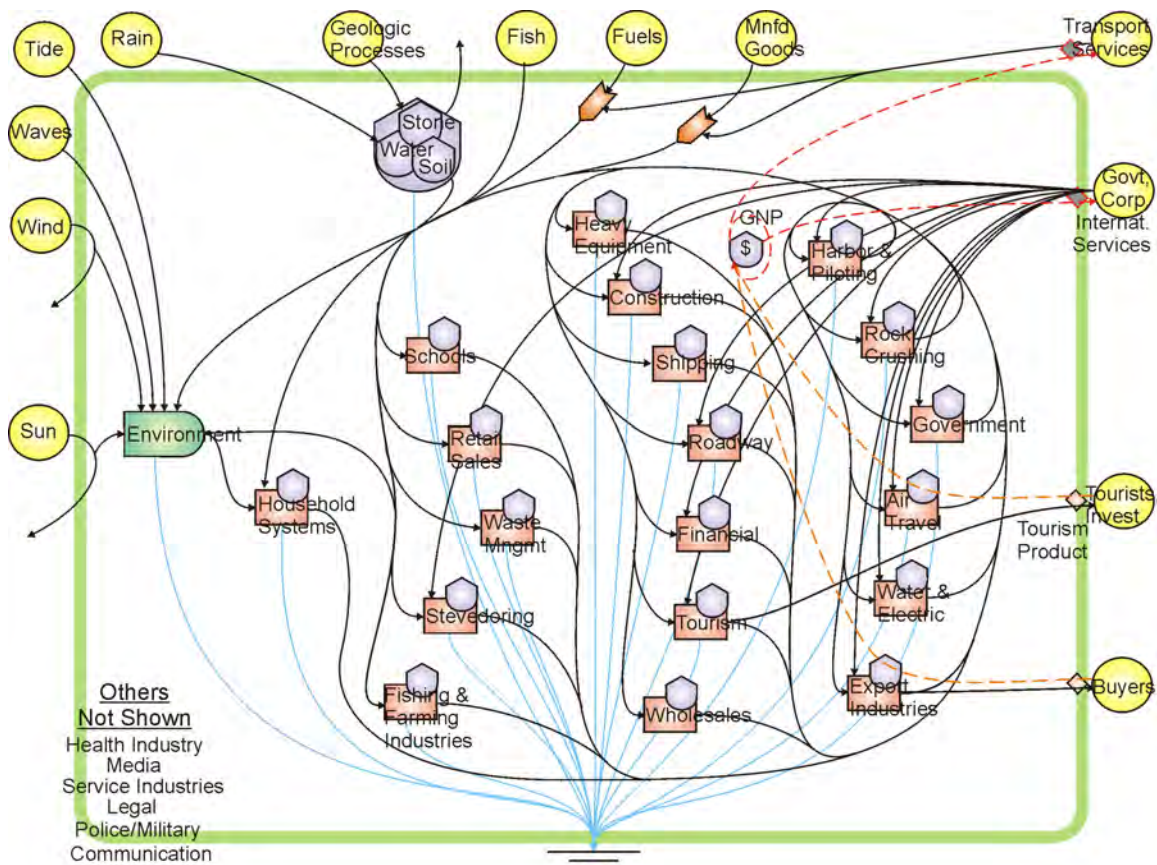 Tide
Rain
Geologic
Processes
Fish
Fuels
Mnfd
Goods
Transport
Services
Waves
Stone
Water
Soil
Wind
Govt,
Corp
Internat.
Services
GNP
$
Heavy
Equipment
Harbor &
Piloting
Construction
Rock
Crushing
Schools
Shipping
Sun
Environment
Retail
Sales
Roadway
Government
Household
Systems
Waste
Mngmt
Financial
Air
Travel
Tourists
Invest
Tourism
Product
Stevedoring
Tourism
Water &
Electric
Fishing &
Farming
Industries
Wholesales
Export
Industries
Buyers
Others
Not Shown
Health Industry
Media
Service Industries
Legal
Police/Military
Communication